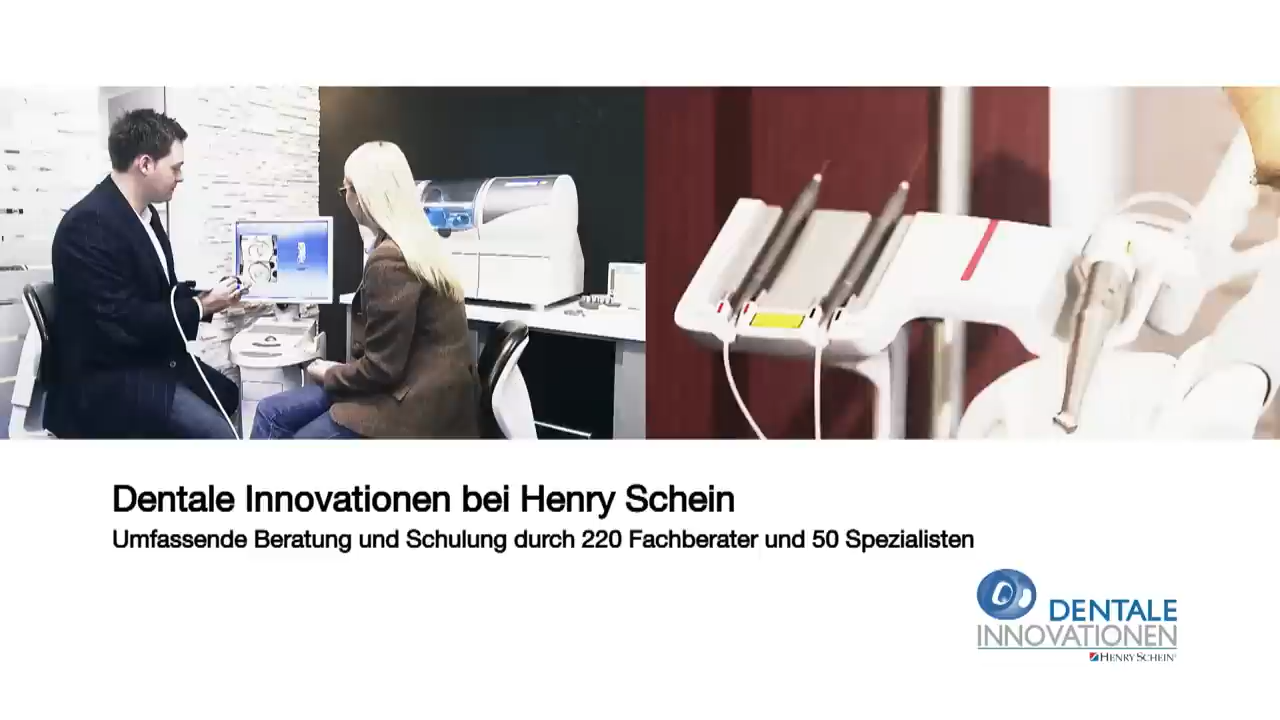 Dentale Innovationen bei Henry Schein
Umfassende Beratung und Schulung durch 220 Fachberater und 50 Spezialisten
DENTALE
INNOVATIONEN
HENRY SCHEIN®